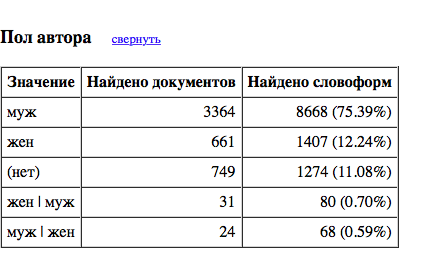 Пол автора свернуть
Значение Найдено документов Найдено словоформ
муж 3364 8668 (75.39%)
жен 661 1407 (12.24%)
(нет) 749 1274 (11.08%)
жен | муж 31 80 (0.70%)
муж | жен 24 68 (0.59%)